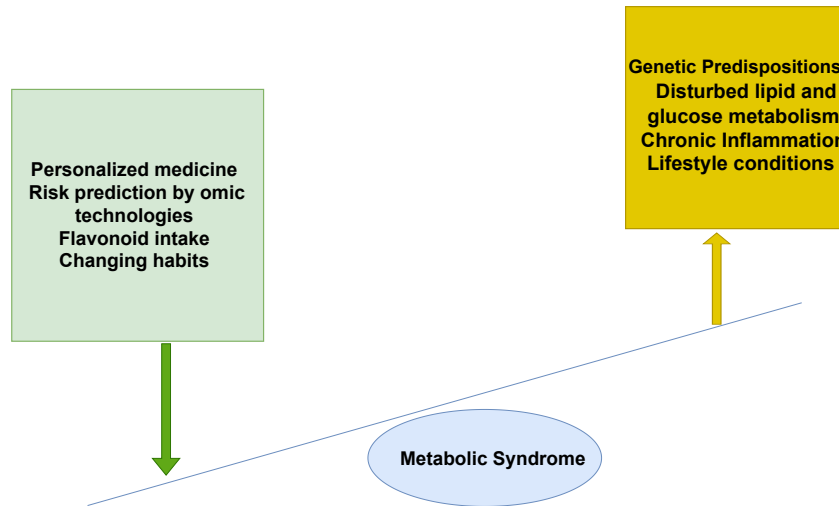 Personalized medicine
Risk prediction by omic
technologies
Flavonoid intake
Changing habits
Genetic Predispositions
Disturbed lipid and
glucose metabolism
Chronic Inflammation
Lifestyle conditions
Metabolic Syndrome